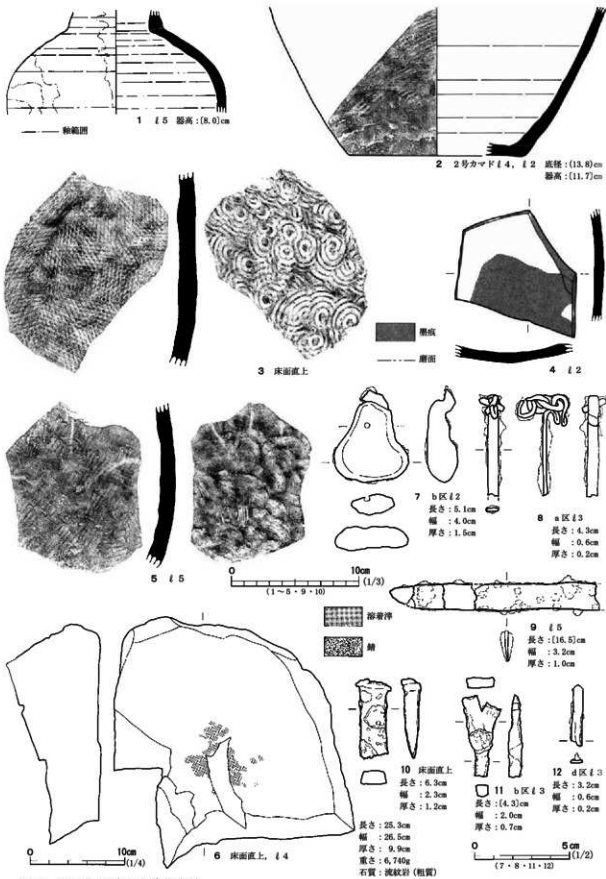 1 ℓ5 器高：[8.0]cm
釉範囲
2 2号カマドℓ4，ℓ2 底径：(13.8)cm
器高：[11.7]cm
3 床面直上
墨痕
磨面
4 ℓ2
5 ℓ5
0 10cm
(1/3)
(1～5・9・10)
7 b区ℓ2
長さ：5.1cm
幅 ：4.0cm
厚さ：1.5cm
8 a区ℓ3
長さ：4.3cm
幅 ：0.6cm
厚さ：0.2cm
溶着滓
錆
9 ℓ5
長さ：[16.5]cm
幅 ：3.2cm
厚さ：1.0cm
10 床面直上
長さ：6.3cm
幅 ：2.3cm
厚さ：1.2cm
11 b区ℓ3
長さ：[4.3]cm
幅 ：2.0cm
厚さ：0.7cm
12 d区ℓ3
長さ：3.2cm
幅 ：0.6cm
厚さ：0.2cm
0 5cm
(1/2)
(7・8・11・12)
長さ：25.3cm
幅 ：26.5cm
厚さ：9.9cm
重さ：6,740g
石質：流紋岩（粗質）
6 床面直上，ℓ4
0 10cm
(1/4)